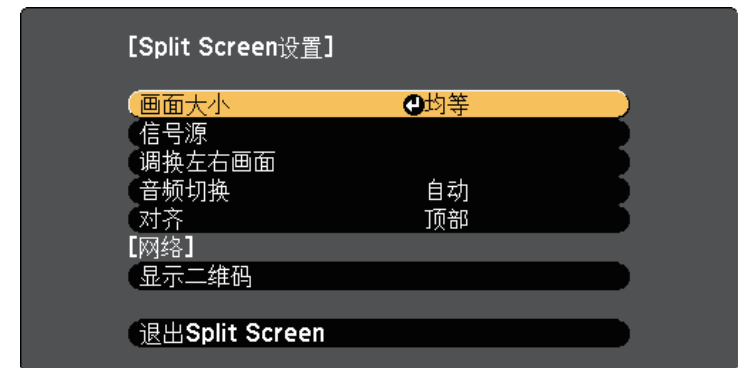 [Split Screen设置]
画面大小 均等
信号源
调换左右画面
音频切换 自动
对齐 顶部
[网络]
显示二维码
退出Split Screen